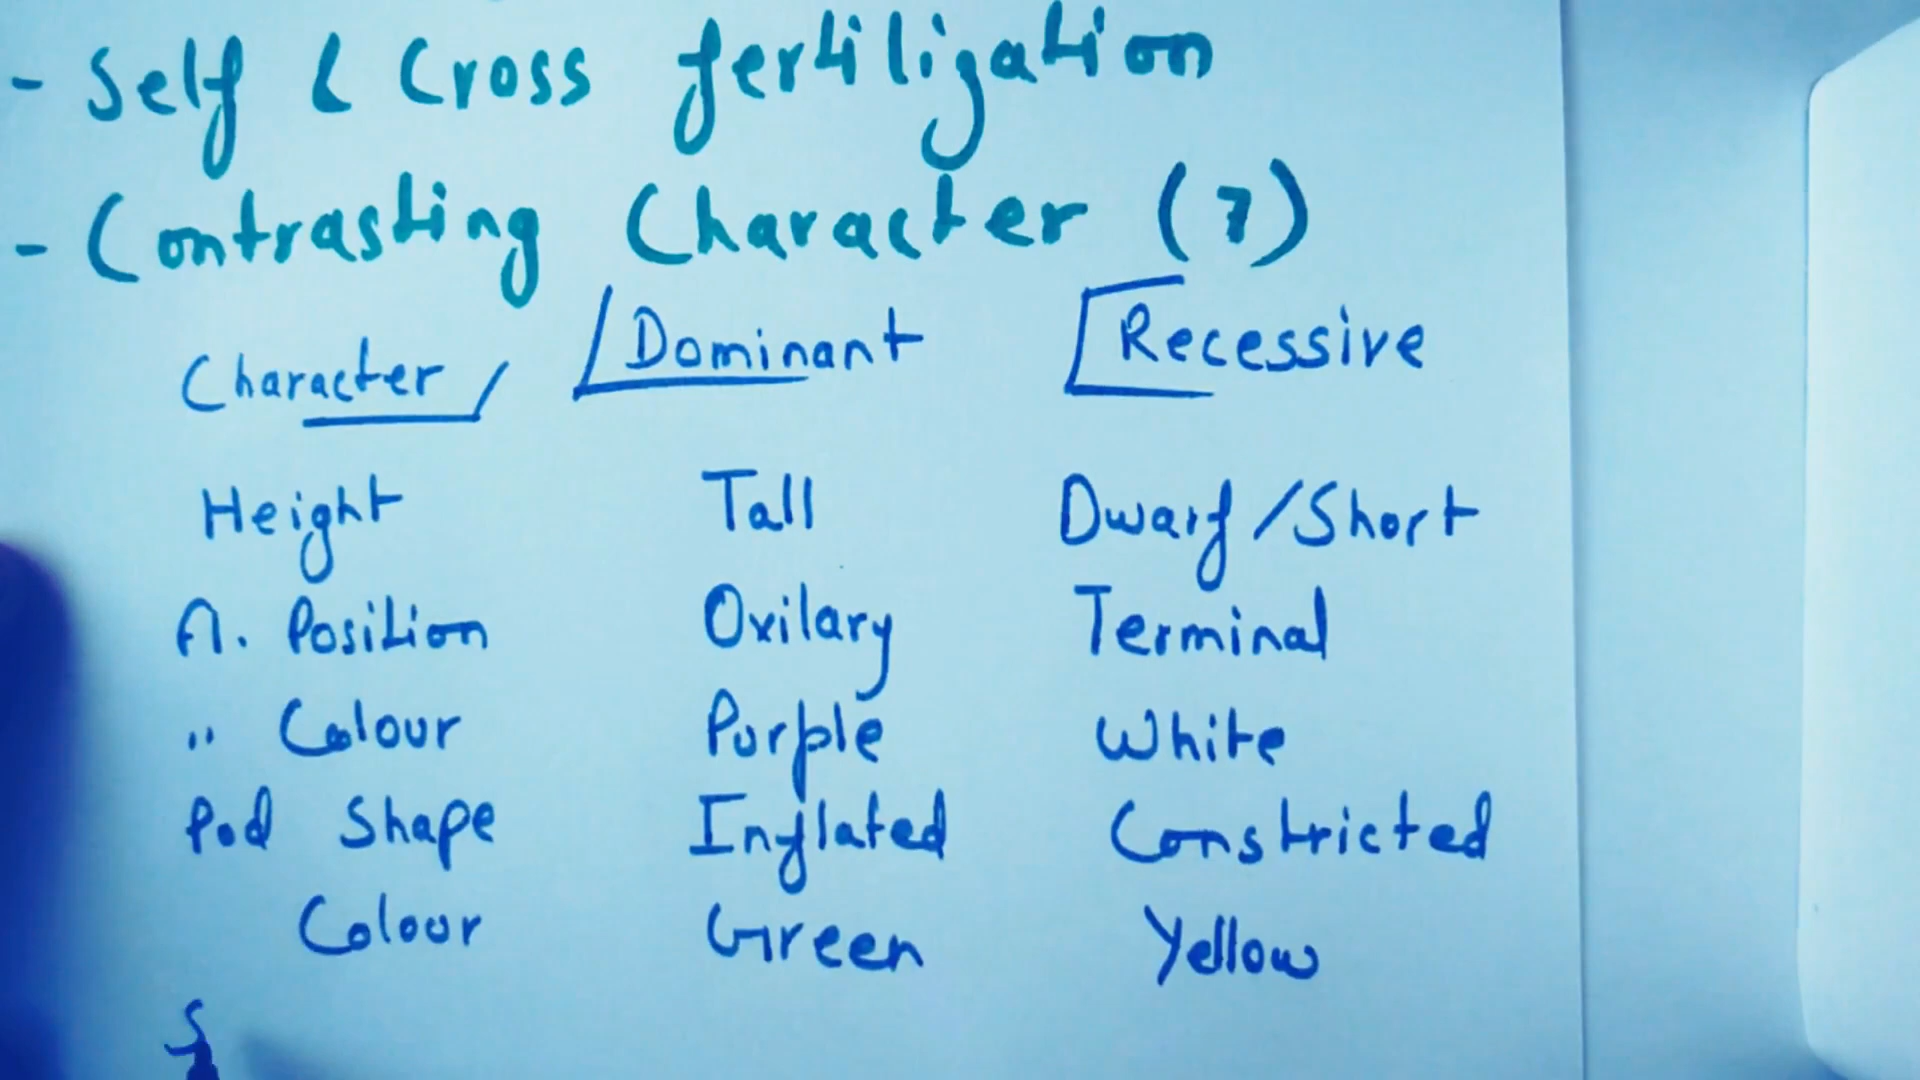 - Self & Cross fertilization
- Contrasting Character (7)
Character Dominant Recessive
Height Tall Dwarf/Short
Fl. Position Oxilary Terminal
" Colour Purple White
Pod Shape Inflated Constricted
Colour Green Yellow
S